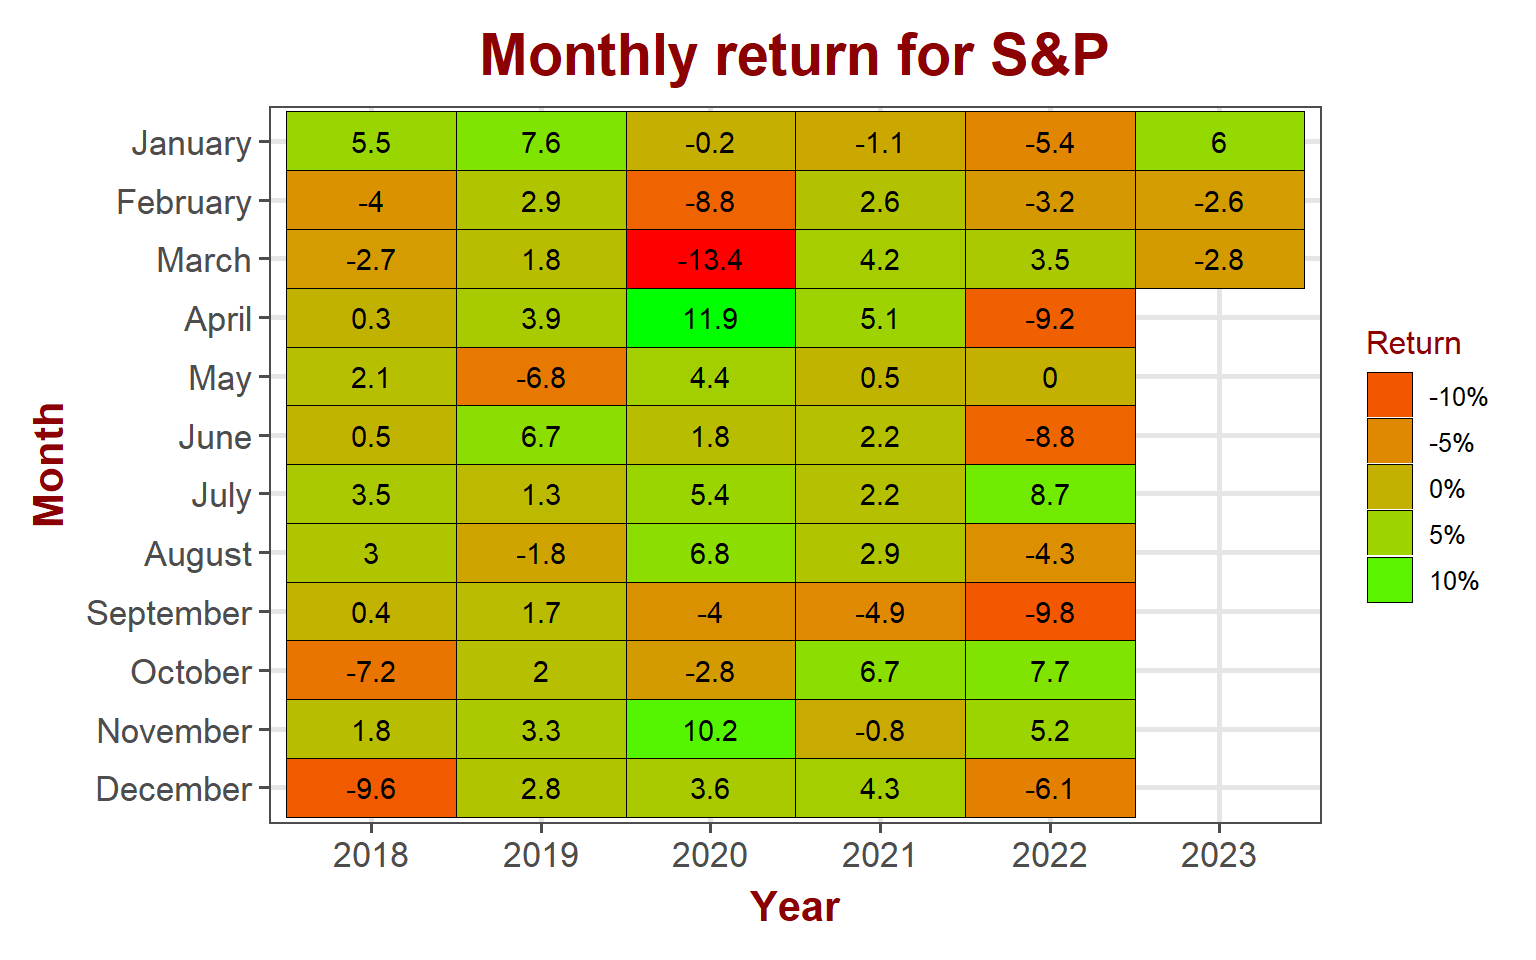 Monthly return for S&P
January 5.5 7.6 -0.2 -1.1 -5.4 6
February -4 2.9 -8.8 2.6 -3.2 -2.6
March -2.7 1.8 -13.4 4.2 3.5 -2.8
April 0.3 3.9 11.9 5.1 -9.2
May 2.1 -6.8 4.4 0.5 0
June 0.5 6.7 1.8 2.2 -8.8
July 3.5 1.3 5.4 2.2 8.7
August 3 -1.8 6.8 2.9 -4.3
September 0.4 1.7 -4 -4.9 -9.8
October -7.2 2 -2.8 6.7 7.7
November 1.8 3.3 10.2 -0.8 5.2
December -9.6 2.8 3.6 4.3 -6.1
2018 2019 2020 2021 2022 2023
Year
Month
Return
-10%
-5%
0%
5%
10%